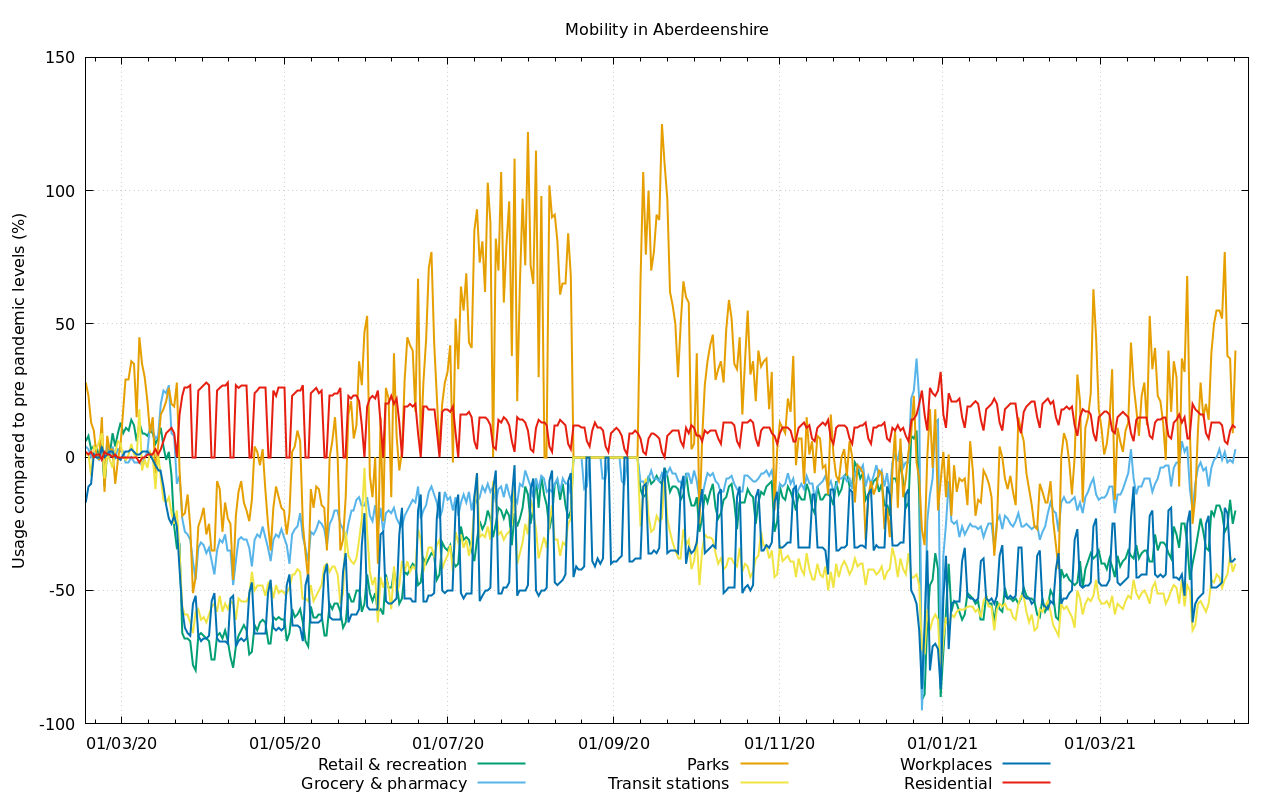 Mobility in Aberdeenshire
Usage compared to pre pandemic levels (%)
150
100
50
0
-50
-100
01/03/20 01/05/20 01/07/20 01/09/20 01/11/20 01/01/21 01/03/21
Retail & recreation Parks Workplaces
Grocery & pharmacy Transit stations Residential